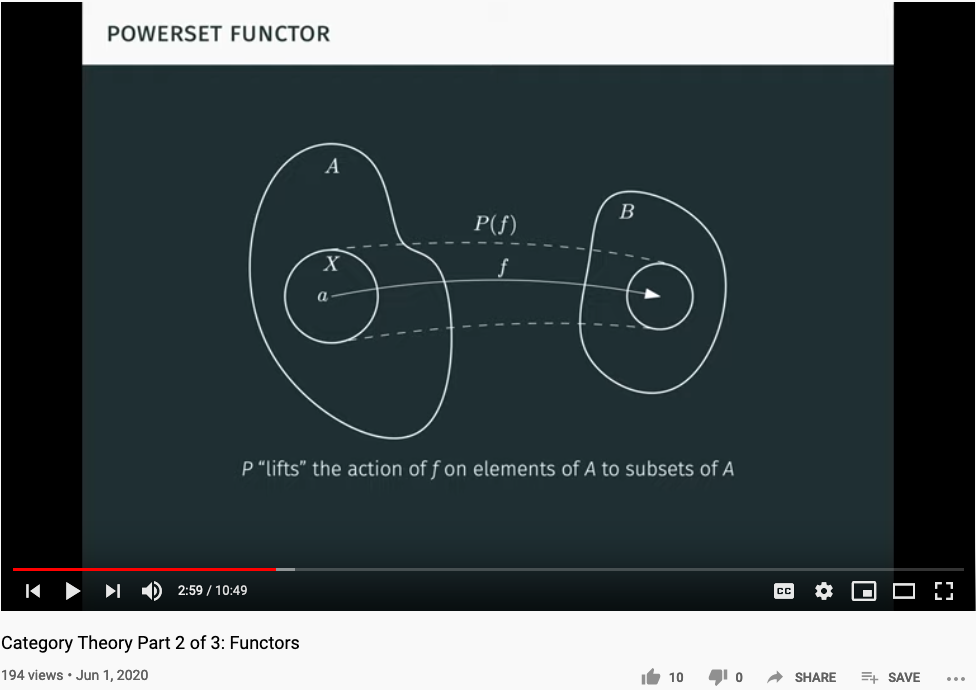 POWERSET FUNCTOR
A
B
P(f)
X
f
a
P “lifts” the action of f on elements of A to subsets of A
2:59 / 10:49
CC
Category Theory Part 2 of 3: Functors
194 views • Jun 1, 2020
10
0
SHARE
SAVE